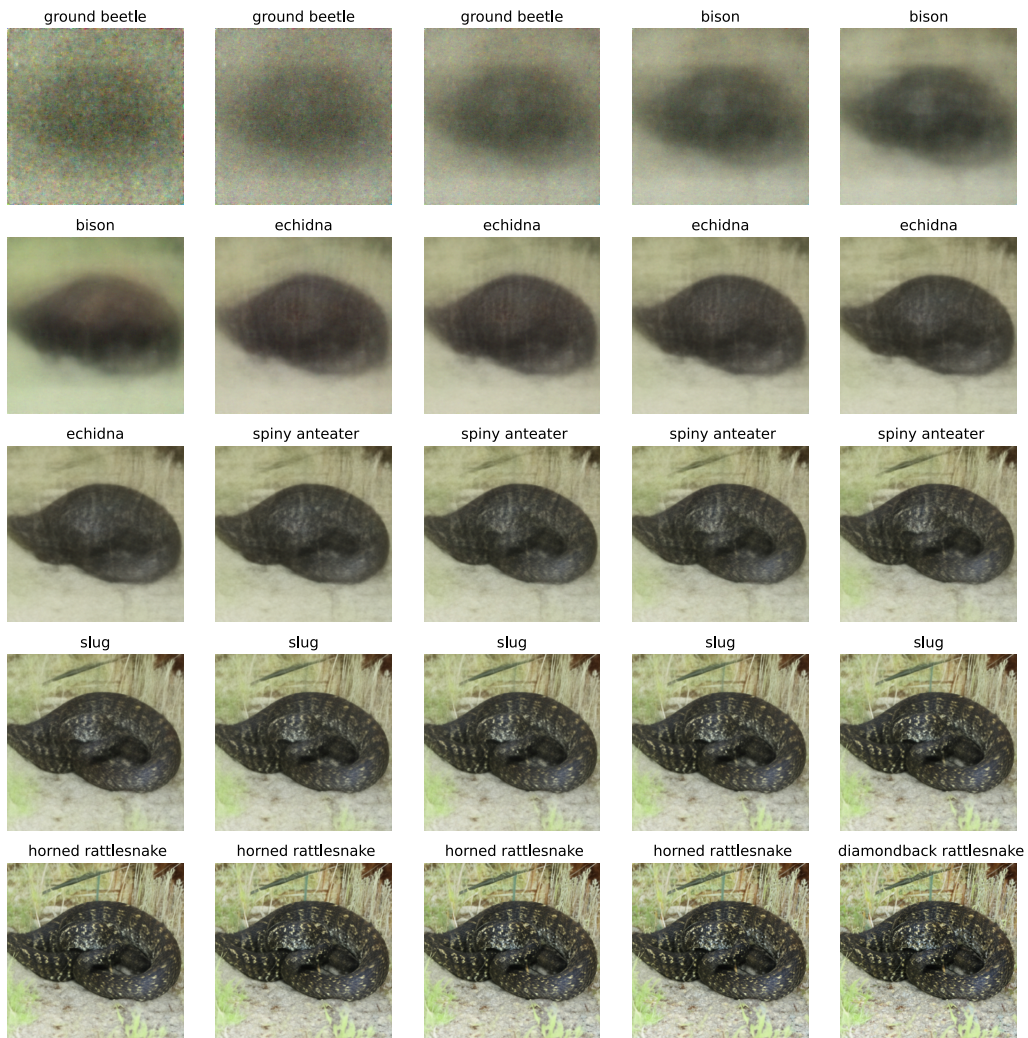 ground beetle ground beetle ground beetle bison bison
bison echidna echidna echidna echidna
echidna spiny anteater spiny anteater spiny anteater spiny anteater
slug slug slug slug slug
horned rattlesnake horned rattlesnake horned rattlesnake horned rattlesnake diamondback rattlesnake